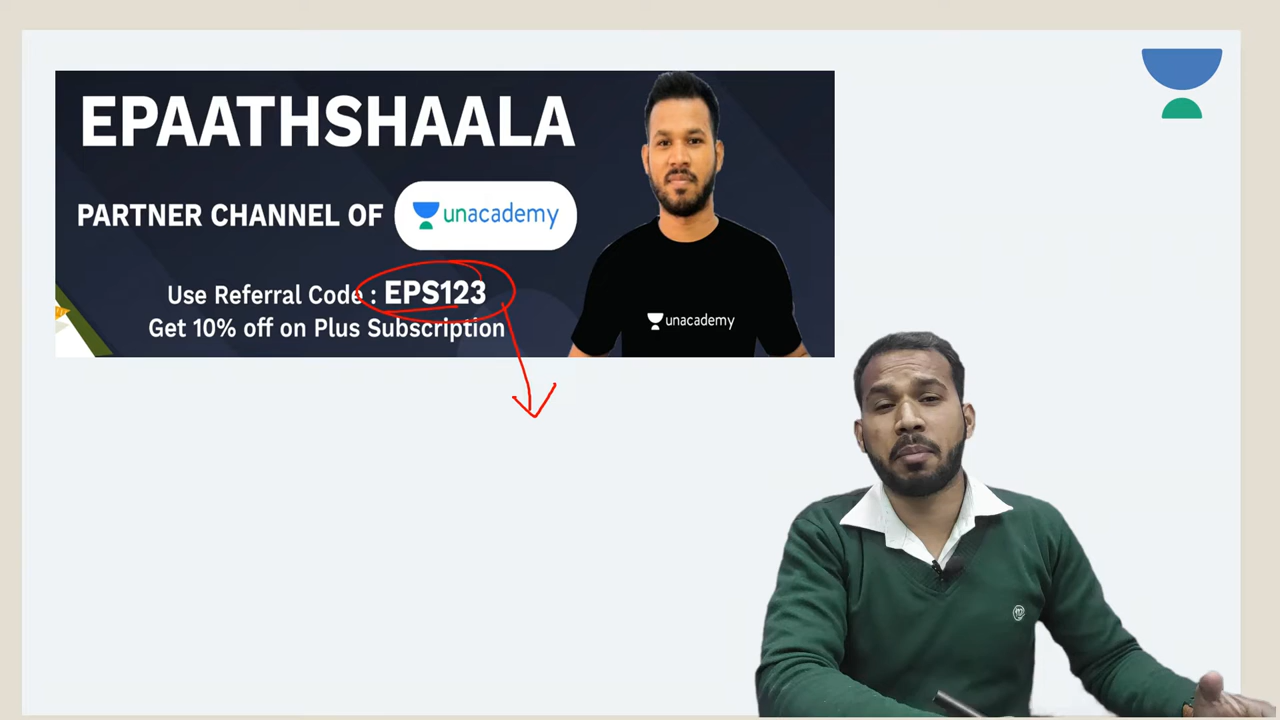 EPAATHSHAALA
PARTNER CHANNEL OF unacademy
Use Referral Code : EPS123
Get 10% off on Plus Subscription
unacademy